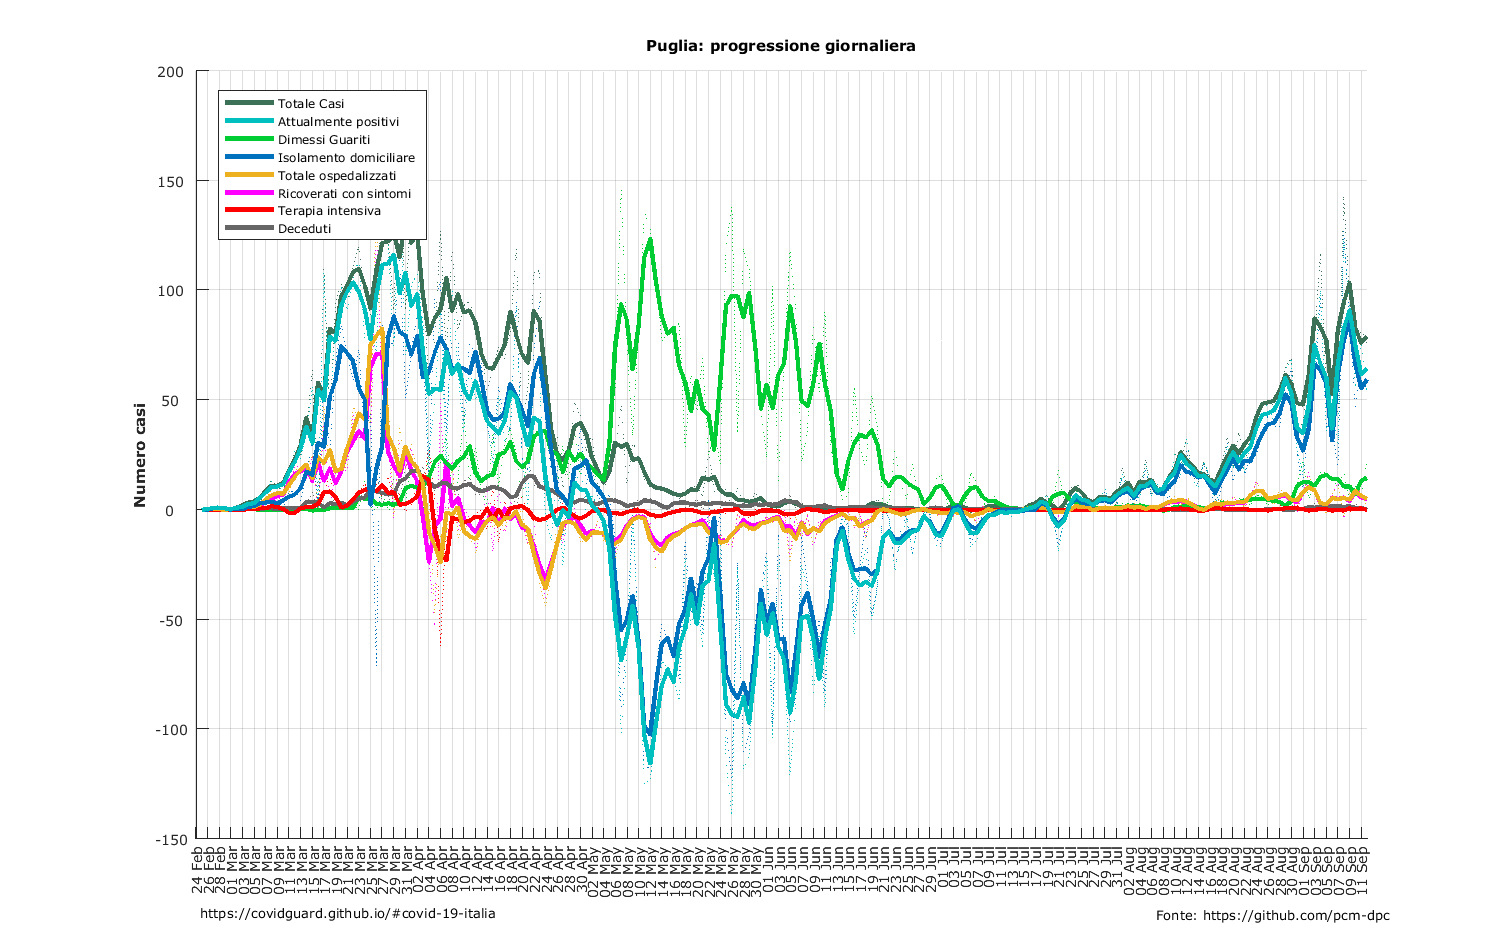 Puglia: progressione giornaliera
200
150
100
50
0
-50
-100
-150
Numero casi
Totale Casi
Attualmente positivi
Dimessi Guariti
Isolamento domiciliare
Totale ospedalizzati
Ricoverati con sintomi
Terapia intensiva
Deceduti
24 Feb
26 Feb
28 Feb
01 Mar
03 Mar
05 Mar
07 Mar
09 Mar
11 Mar
13 Mar
15 Mar
17 Mar
19 Mar
21 Mar
23 Mar
25 Mar
27 Mar
29 Mar
31 Mar
02 Apr
04 Apr
06 Apr
08 Apr
10 Apr
12 Apr
14 Apr
16 Apr
18 Apr
20 Apr
22 Apr
24 Apr
26 Apr
28 Apr
30 Apr
02 May
04 May
06 May
08 May
10 May
12 May
14 May
16 May
18 May
20 May
22 May
24 May
26 May
28 May
30 May
01 Jun
03 Jun
05 Jun
07 Jun
09 Jun
11 Jun
13 Jun
15 Jun
17 Jun
19 Jun
21 Jun
23 Jun
25 Jun
27 Jun
29 Jun
01 Jul
03 Jul
05 Jul
07 Jul
09 Jul
11 Jul
13 Jul
15 Jul
17 Jul
19 Jul
21 Jul
23 Jul
25 Jul
27 Jul
29 Jul
31 Jul
02 Aug
04 Aug
06 Aug
08 Aug
10 Aug
12 Aug
14 Aug
16 Aug
18 Aug
20 Aug
22 Aug
24 Aug
26 Aug
28 Aug
30 Aug
01 Sep
03 Sep
05 Sep
07 Sep
09 Sep
11 Sep
https://covidguard.github.io/#covid-19-italia
Fonte: https://github.com/pcm-dpc